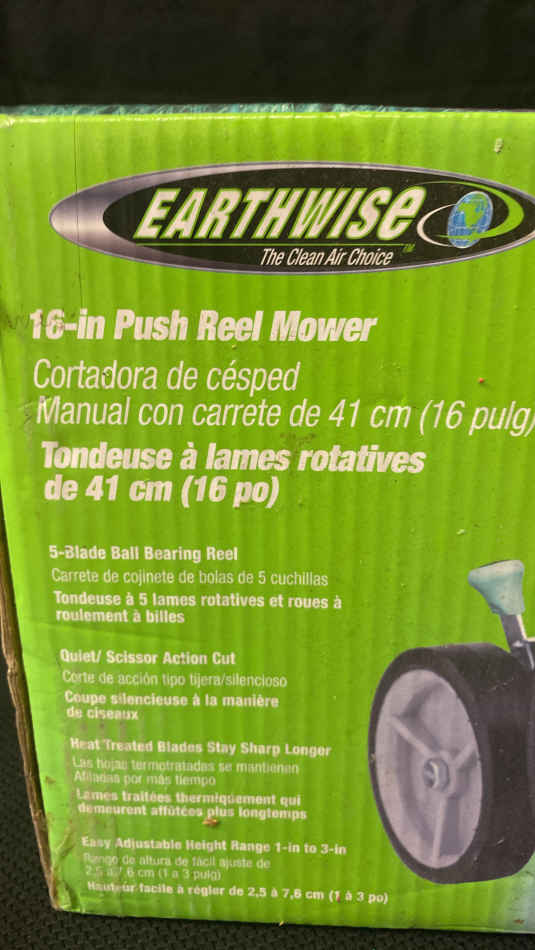 EARTHWISE
The Clean Air Choice ™
16-in Push Reel Mower
Cortadora de césped
Manual con carrete de 41 cm (16 pulg)
Tondeuse à lames rotatives
de 41 cm (16 po)
5-Blade Ball Bearing Reel
Carrete de cojinete de bolas de 5 cuchillas
Tondeuse à 5 lames rotatives et roues à
roulement à billes
Quiet/ Scissor Action Cut
Corte de acción tipo tijera/silencioso
Coupe silencieuse à la manière
de ciseaux
Heat Treated Blades Stay Sharp Longer
Las hojas termotratadas se mantienen
Afiladas por más tiempo
Lames traitées thermiquement qui
demeurent affûtées plus longtemps
Easy Adjustable Height Range 1-in to 3-in
Rango de altura de fácil ajuste de
2,5 a 7,6 cm (1 a 3 pulg)
Hauteur facile à régler de 2,5 à 7,6 cm (1 à 3 po)